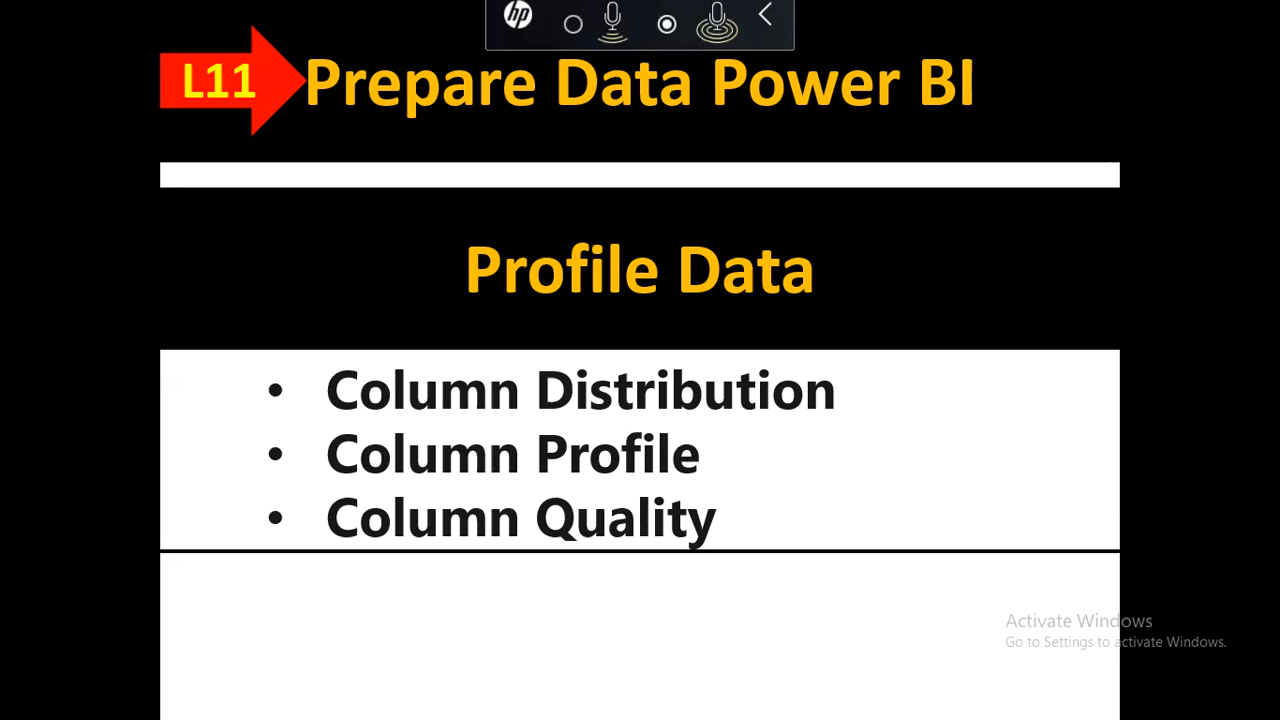 hp
L11
Prepare Data Power BI
Profile Data
• Column Distribution
• Column Profile
• Column Quality
Activate Windows
Go to Settings to activate Windows.